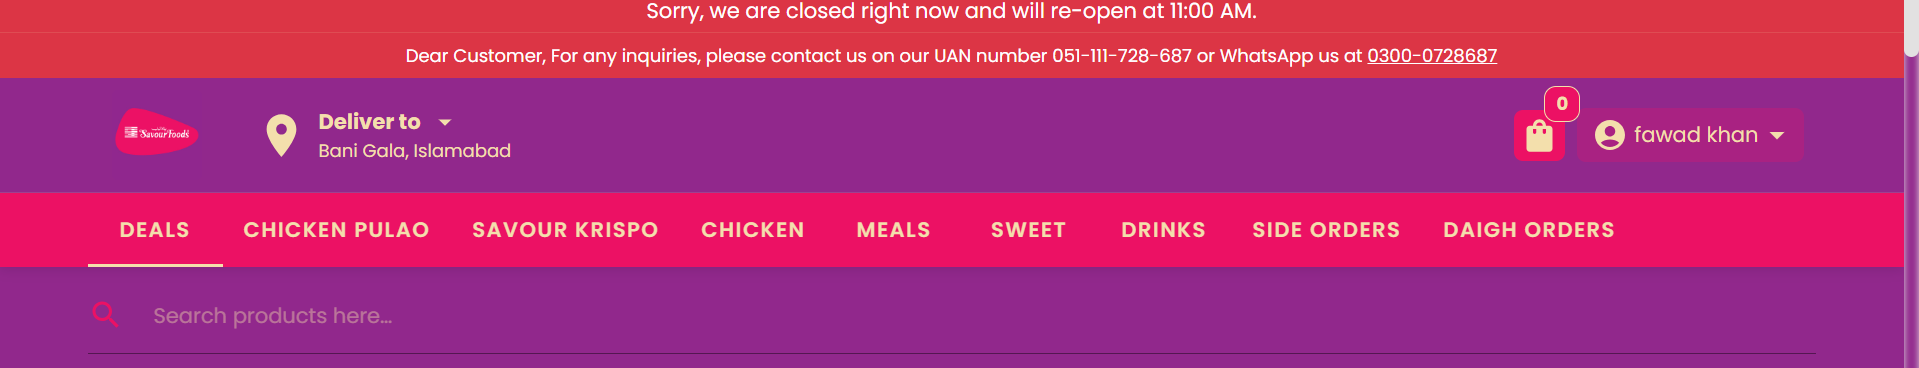 Sorry, we are closed right now and will re-open at 11:00 AM.
Dear Customer, For any inquiries, please contact us on our UAN number 051-111-728-687 or WhatsApp us at 0300-0728687
Savour Foods
Deliver to
Bani Gala, Islamabad
0
fawad khan
DEALS CHICKEN PULAO SAVOUR KRISPO CHICKEN MEALS SWEET DRINKS SIDE ORDERS DAIGH ORDERS
Search products here...